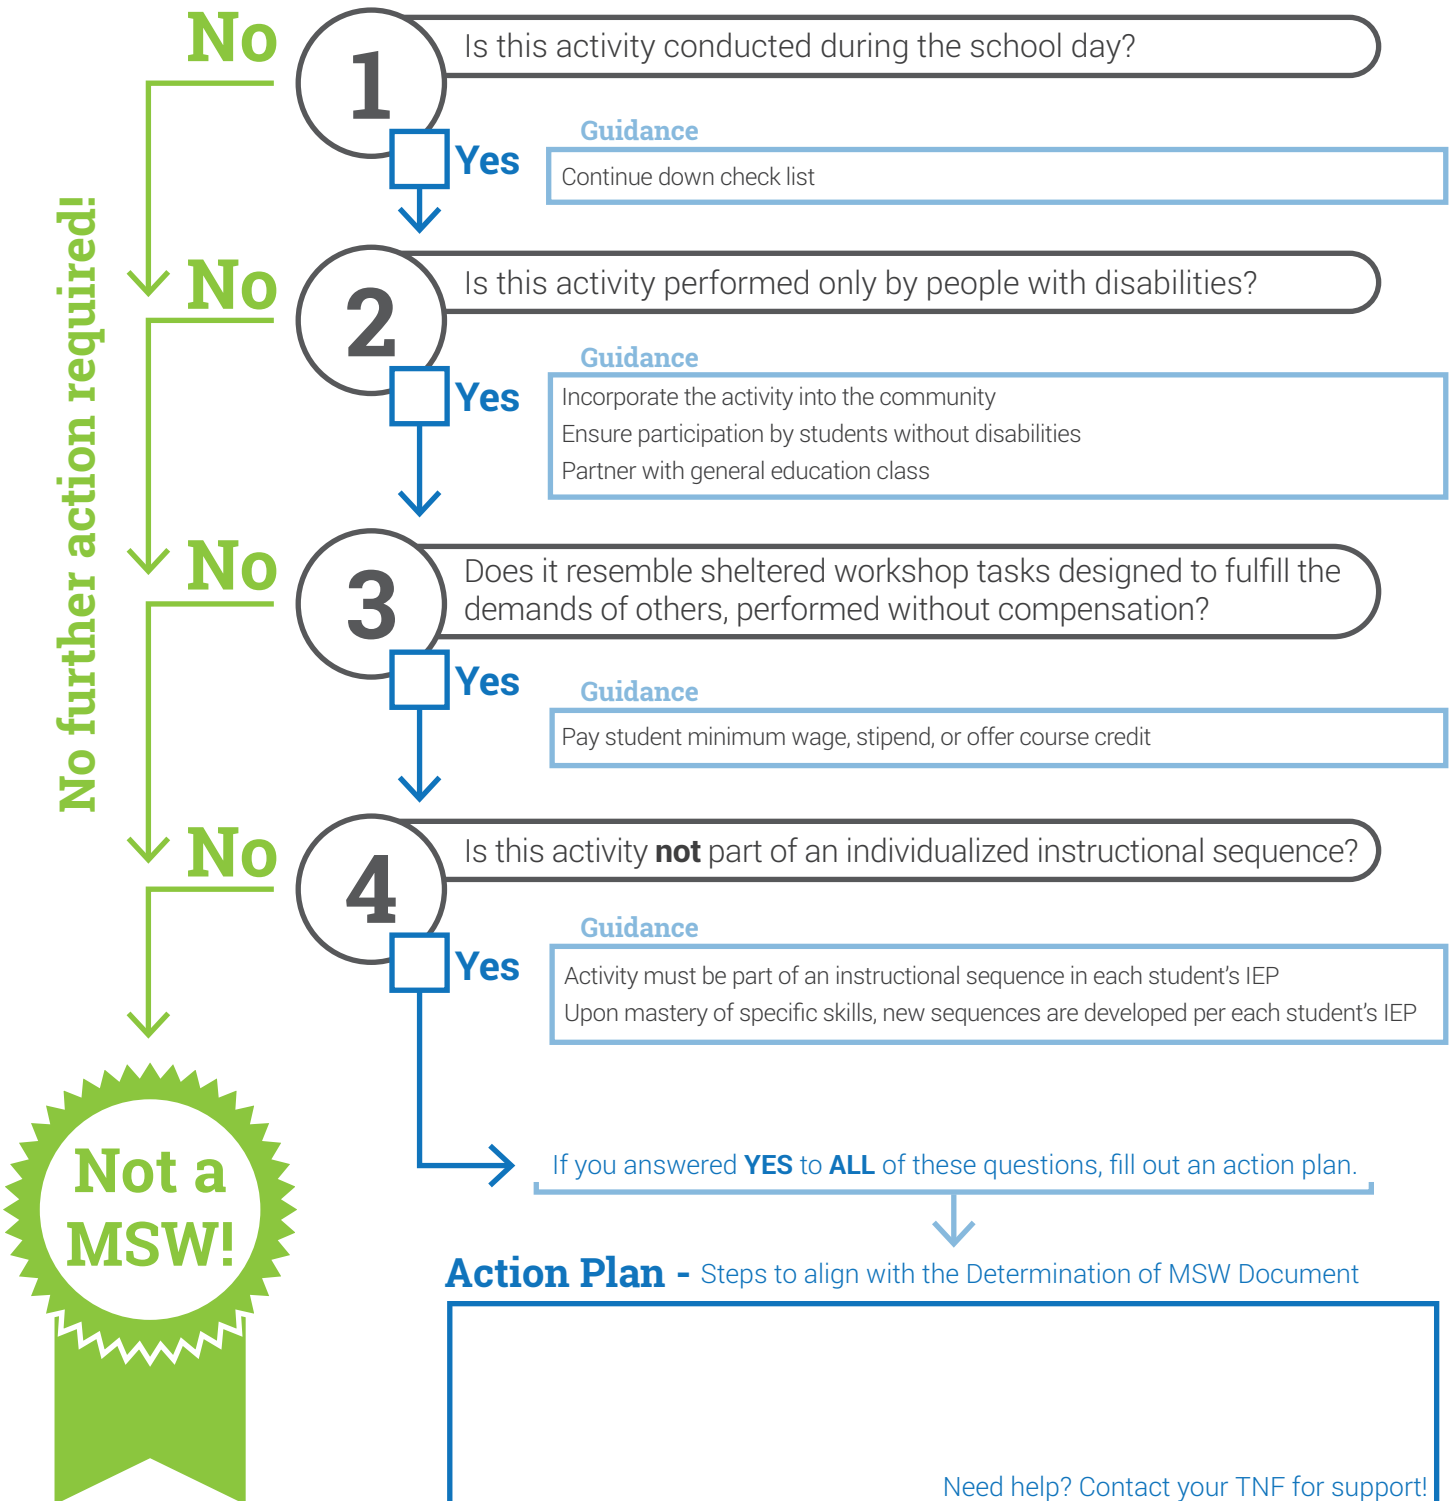 No
1
Is this activity conducted during the school day?
Yes
Guidance
Continue down check list
No further action required!
No
2
Is this activity performed only by people with disabilities?
Yes
Guidance
Incorporate the activity into the community
Ensure participation by students without disabilities
Partner with general education class
No
3
Does it resemble sheltered workshop tasks designed to fulfill the
demands of others, performed without compensation?
Yes
Guidance
Pay student minimum wage, stipend, or offer course credit
No
4
Is this activity not part of an individualized instructional sequence?
Yes
Guidance
Activity must be part of an instructional sequence in each student’s IEP
Upon mastery of specific skills, new sequences are developed per each student’s IEP
Not a
MSW!
If you answered YES to ALL of these questions, fill out an action plan.
Action Plan - Steps to align with the Determination of MSW Document
Need help? Contact your TNF for support!